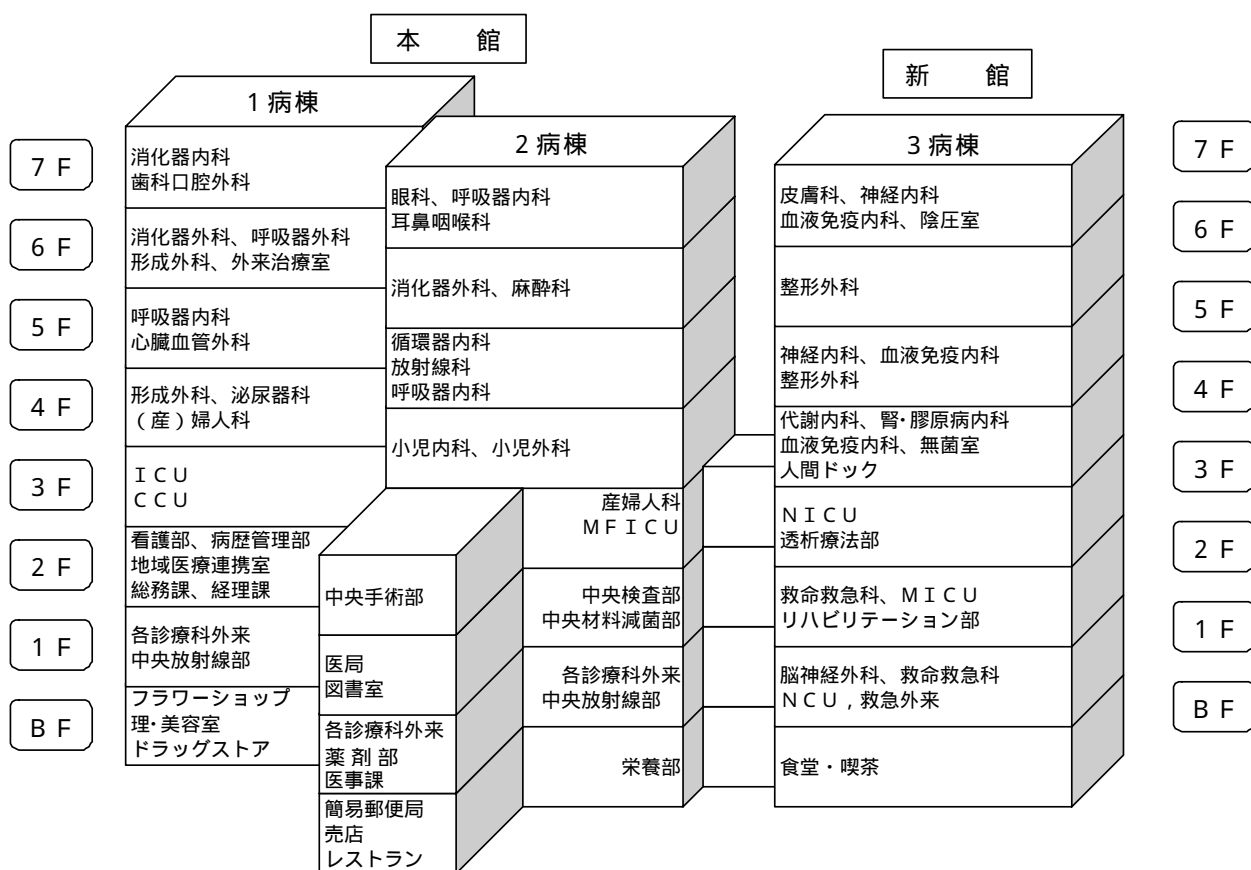 本 館
新 館
1病棟
2病棟
3病棟
7 F
6 F
5 F
4 F
3 F
2 F
1 F
B F
消化器内科
歯科口腔外科
消化器外科、呼吸器外科
形成外科、外来治療室
呼吸器内科
心臓血管外科
形成外科、泌尿器科
(産)婦人科
ICU
CCU
看護部、病歴管理部
地域医療連携室
総務課、経理課
各診療科外来
中央放射線部
フラワーショップ
理・美容室
ドラッグストア
眼科、呼吸器内科
耳鼻咽喉科
消化器外科、麻酔科
循環器内科
放射線科
呼吸器内科
小児内科、小児外科
産婦人科
MFICU
中央検査部
中央材料減菌部
各診療科外来
中央放射線部
栄養部
中央手術部
医局
図書室
各診療科外来
薬 剤 部
医事課
簡易郵便局
売店
レストラン
皮膚科、神経内科
血液免疫内科、陰圧室
整形外科
神経内科、血液免疫内科
整形外科
代謝内科、腎・膠原病内科
血液免疫内科、無菌室
人間ドック
NICU
透析療法部
救命救急科、MICU
リハビリテーション部
脳神経外科、救命救急科
NCU,救急外来
食堂・喫茶
7 F
6 F
5 F
4 F
3 F
2 F
1 F
B F